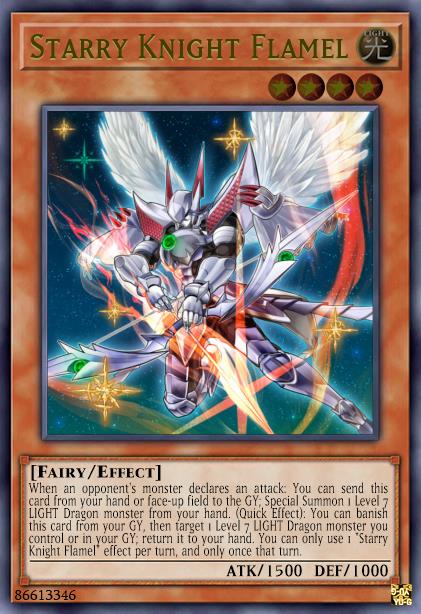 STARRY KNIGHT FLAMEL
LIGHT
光
[FAIRY/EFFECT]
When an opponent's monster declares an attack: You can send this
card from your hand or face-up field to the GY; Special Summon 1 Level 7
LIGHT Dragon monster from your hand. (Quick Effect): You can banish
this card from your GY, then target 1 Level 7 LIGHT Dragon monster you
control or in your GY; return it to your hand. You can only use 1 "Starry
Knight Flamel" effect per turn, and only once that turn.
ATK/1500 DEF/1000
86613346